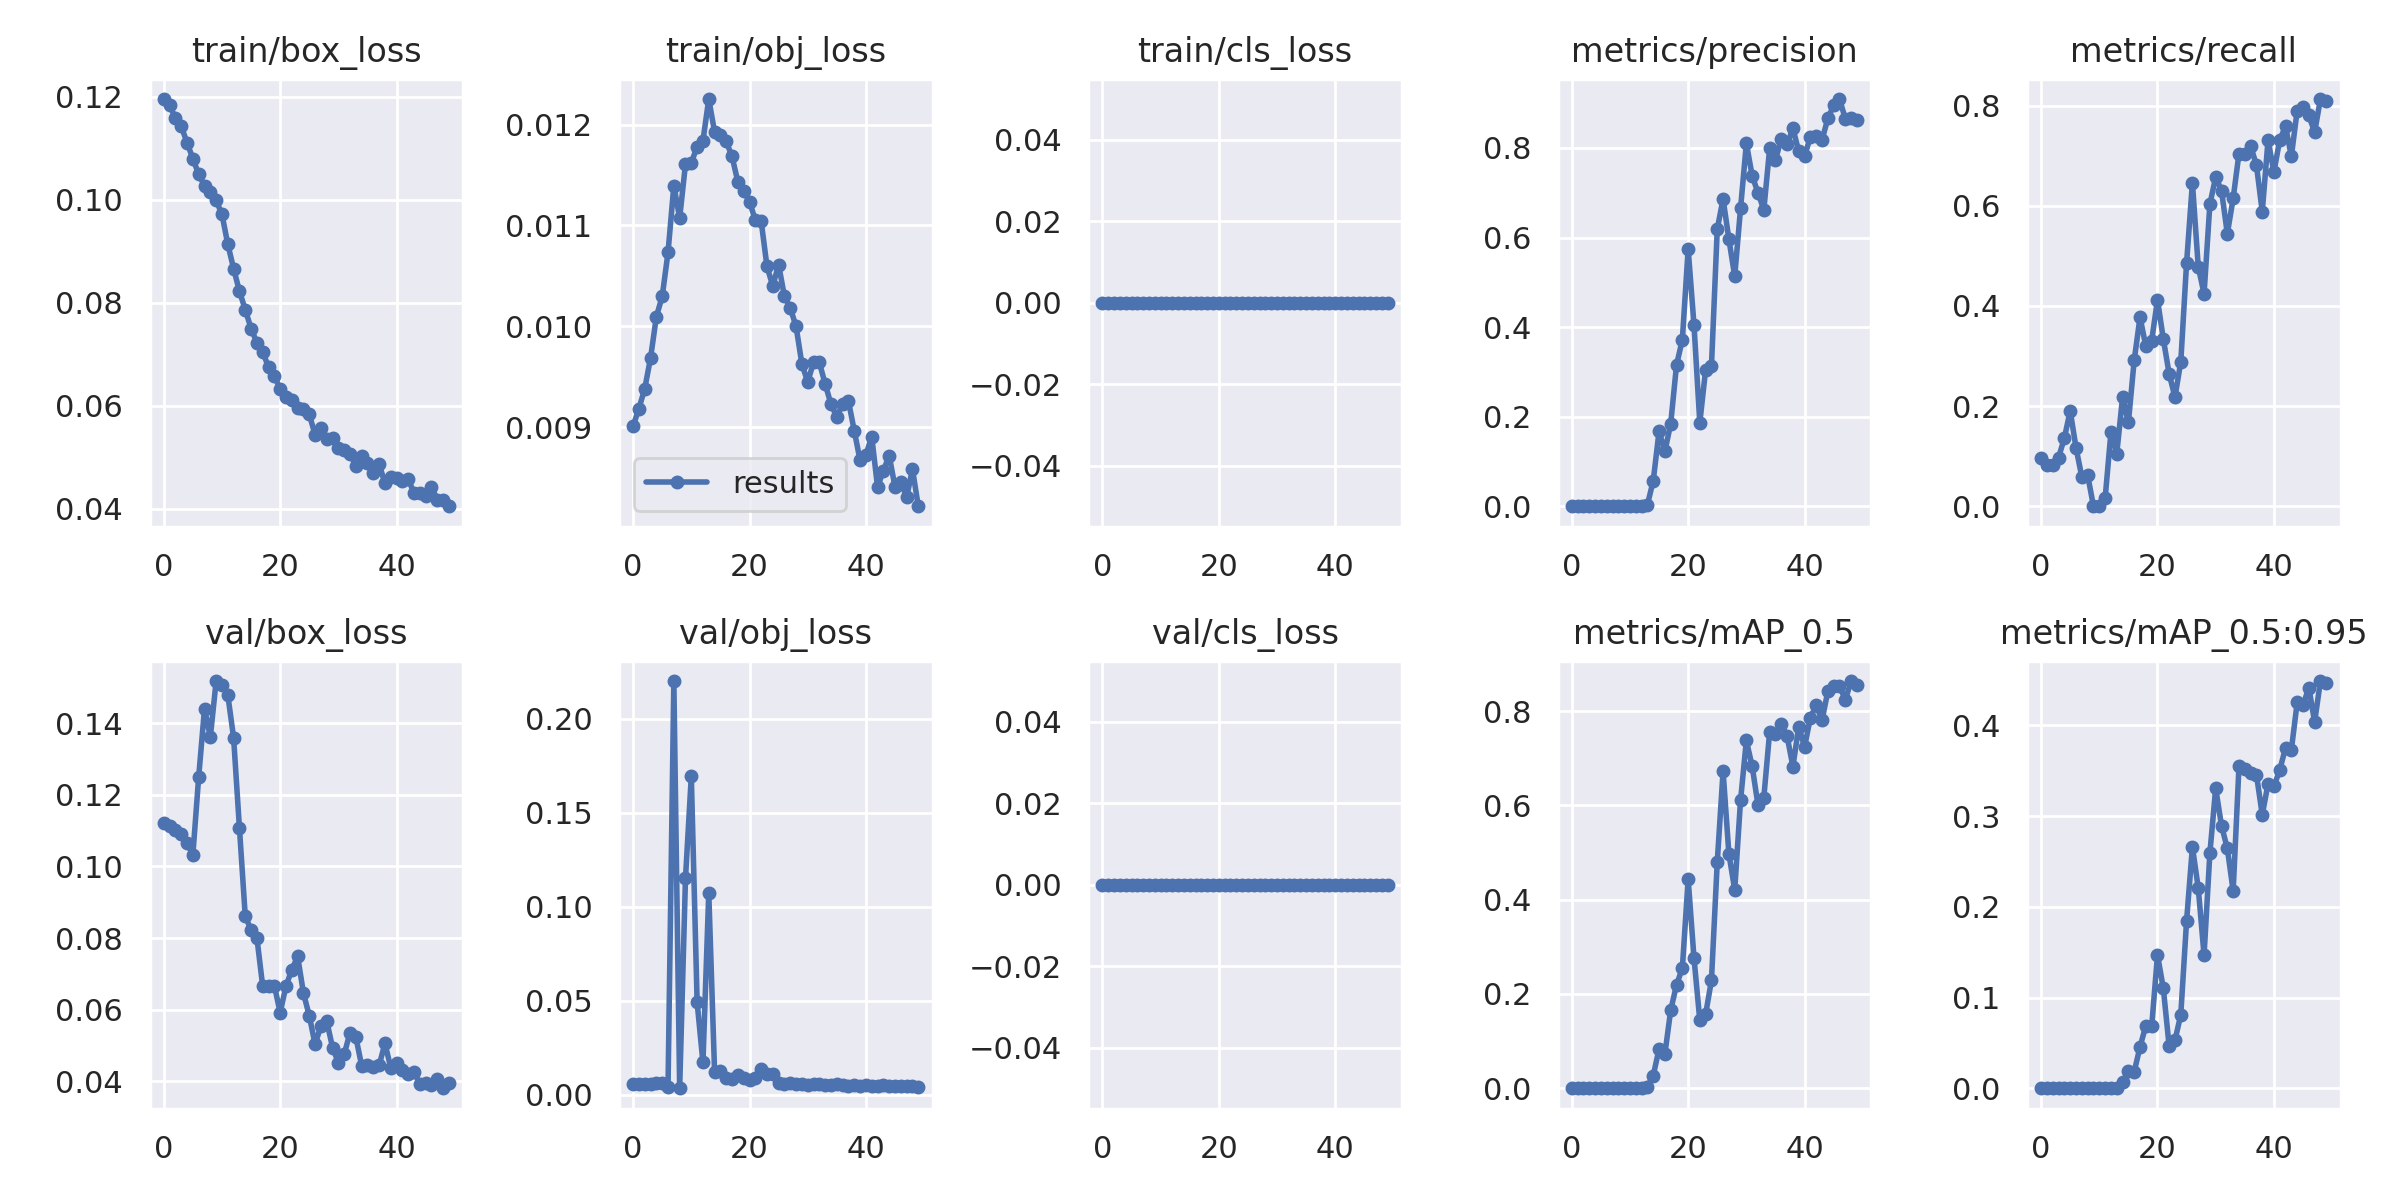 train/box_loss
0.12
0.10
0.08
0.06
0.04
0 20 40
train/obj_loss
0.012
0.011
0.010
0.009
results
0 20 40
train/cls_loss
0.04
0.02
0.00
−0.02
−0.04
0 20 40
metrics/precision
0.8
0.6
0.4
0.2
0.0
0 20 40
metrics/recall
0.8
0.6
0.4
0.2
0.0
0 20 40
val/box_loss
0.14
0.12
0.10
0.08
0.06
0.04
0 20 40
val/obj_loss
0.20
0.15
0.10
0.05
0.00
0 20 40
val/cls_loss
0.04
0.02
0.00
−0.02
−0.04
0 20 40
metrics/mAP_0.5
0.8
0.6
0.4
0.2
0.0
0 20 40
metrics/mAP_0.5:0.95
0.4
0.3
0.2
0.1
0.0
0 20 40